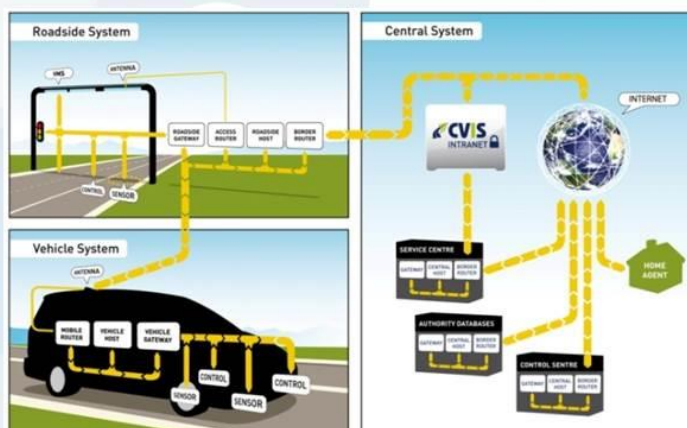 Roadside System
VMS
ANTENNA
ROADSIDE
GATEWAY
ACCESS
ROUTER
ROADSIDE
HOST
BORDER
ROUTER
CONTROL
SENSOR
Vehicle System
ANTENNA
MOBILE
ROUTER
VEHICLE
HOST
VEHICLE
GATEWAY
SENSOR
CONTROL
SENSOR
CONTROL
Central System
CVIS
INTRANET
INTERNET
SERVICE CENTRE
GATEWAY
CENTRAL
HOST
BORDER
ROUTER
HOME
AGENT
AUTHORITY DATABASES
GATEWAY
CENTRAL
HOST
BORDER
ROUTER
CONTROL SENTRE
GATEWAY
CENTRAL
HOST
BORDER
ROUTER